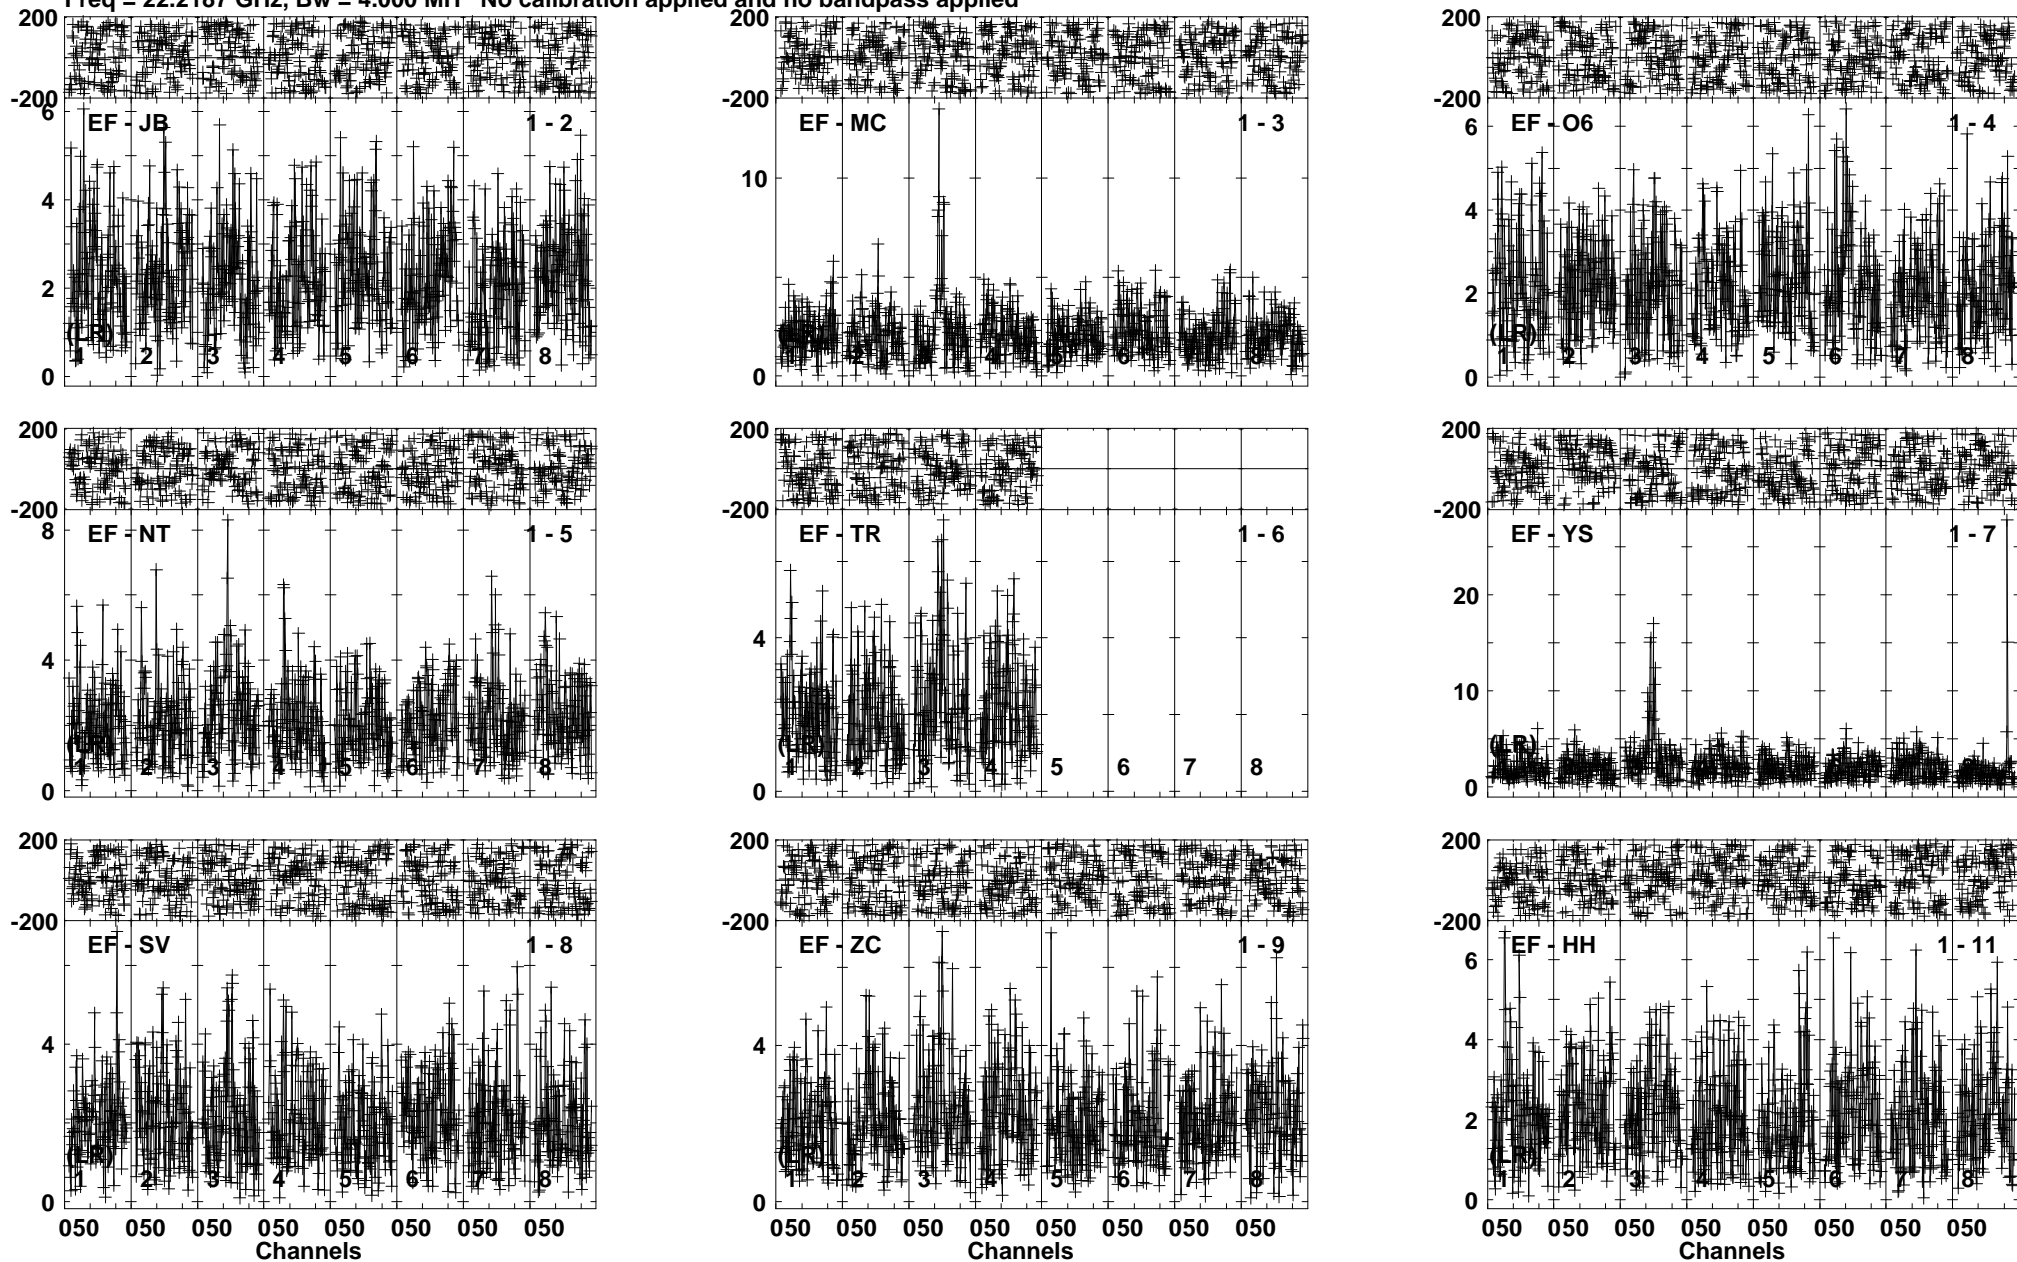 Freq = 22.2187 GHz, Bw = 4.000 MH No calibration applied and no bandpass applied
200 200 200
-200 -200 -200
EF - JB 1 - 2 EF - MC 1 - 3 EF - O6 1 - 4
6 10 6
4 4
2 2
(LR) (LR) (LR)
1 2 3 4 5 6 7 8 1 2 3 4 5 6 7 8 1 2 3 4 5 6 7 8
0 0 0
200 200 200
-200 -200 -200
EF - NT 1 - 5 EF - TR 1 - 6 EF - YS 1 - 7
8 20
4 4 10
(LR) (LR) (LR)
1 2 3 4 5 6 7 8 1 2 3 4 5 6 7 8
0 0 0
200 200 200
-200 -200 -200
EF - SV 1 - 8 EF - ZC 1 - 9 EF - HH 1 - 11
6
4 4 4
2
(LR) (LR) (LR)
1 2 3 4 5 6 7 8 1 2 3 4 5 6 7 8 1 2 3 4 5 6 7 8
0 0 0
050 050 050 050 050 050 050 050 050 050 050 050 050 050 050 050 050 050 050 050 050 050 050 050
Channels Channels Channels